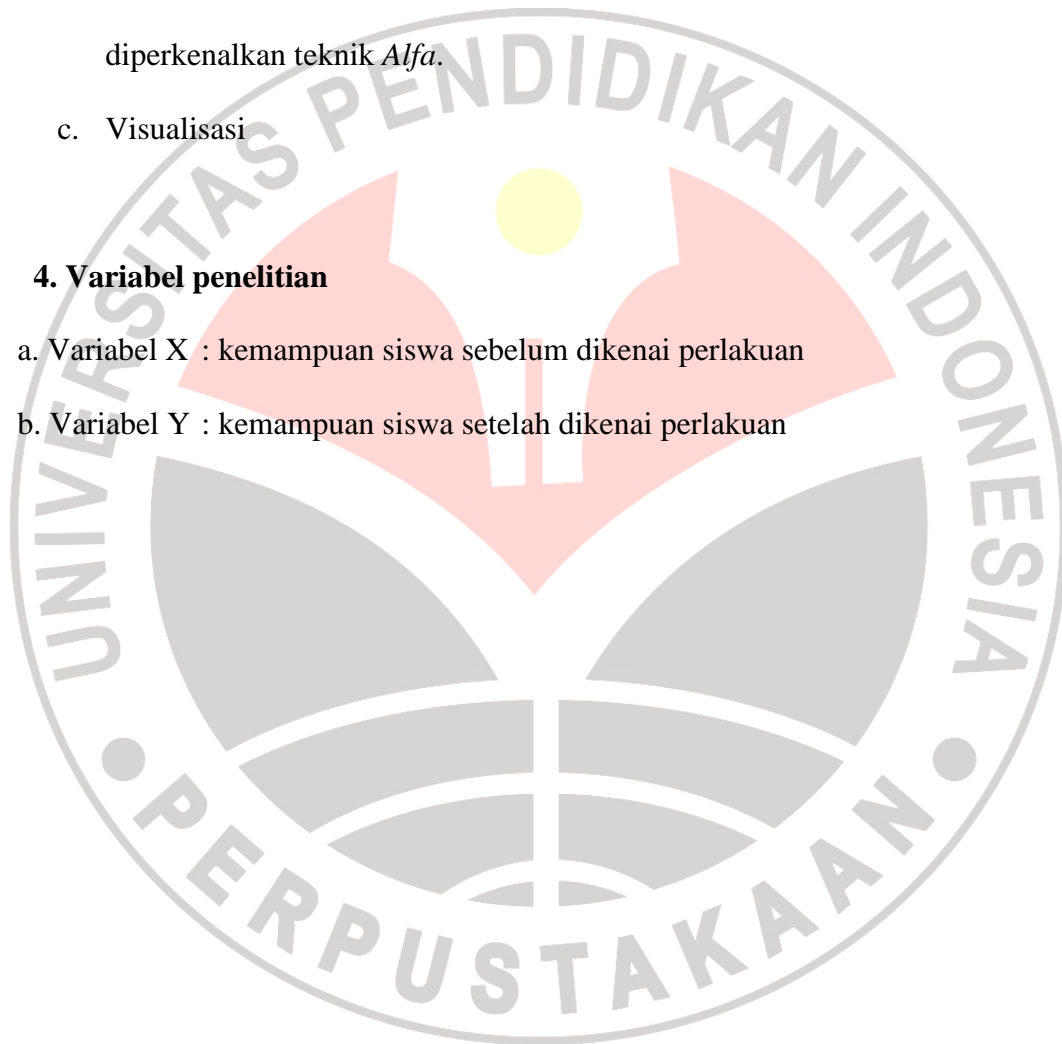 diperkenalkan teknik Alfa.
c. Visualisasi
4. Variabel penelitian
a. Variabel X : kemampuan siswa sebelum dikenai perlakuan
b. Variabel Y : kemampuan siswa setelah dikenai perlakuan
UNIVERSITAS PENDIDIKAN INDONESIA
PERPUSTAKAAN